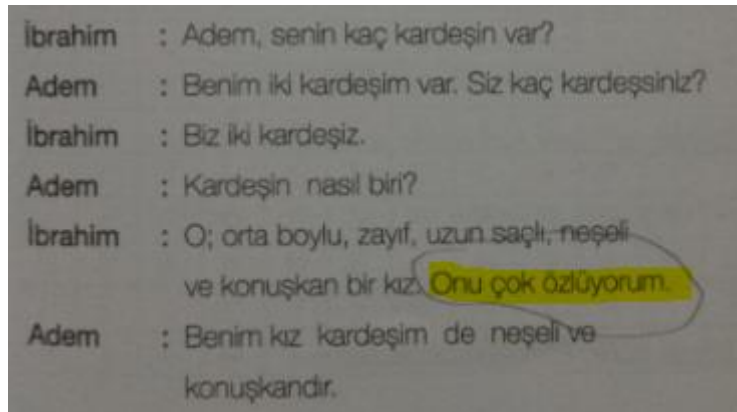 İbrahim : Adem, senin kaç kardeşin var?
Adem : Benim iki kardeşim var. Siz kaç kardeşsiniz?
İbrahim : Biz iki kardeşiz.
Adem : Kardeşin nasıl biri?
İbrahim : O; orta boylu, zayıf, uzun saçlı, neşeli
ve konuşkan bir kız. Onu çok özlüyorum.
Adem : Benim kız kardeşim de neşeli ve
konuşkandır.